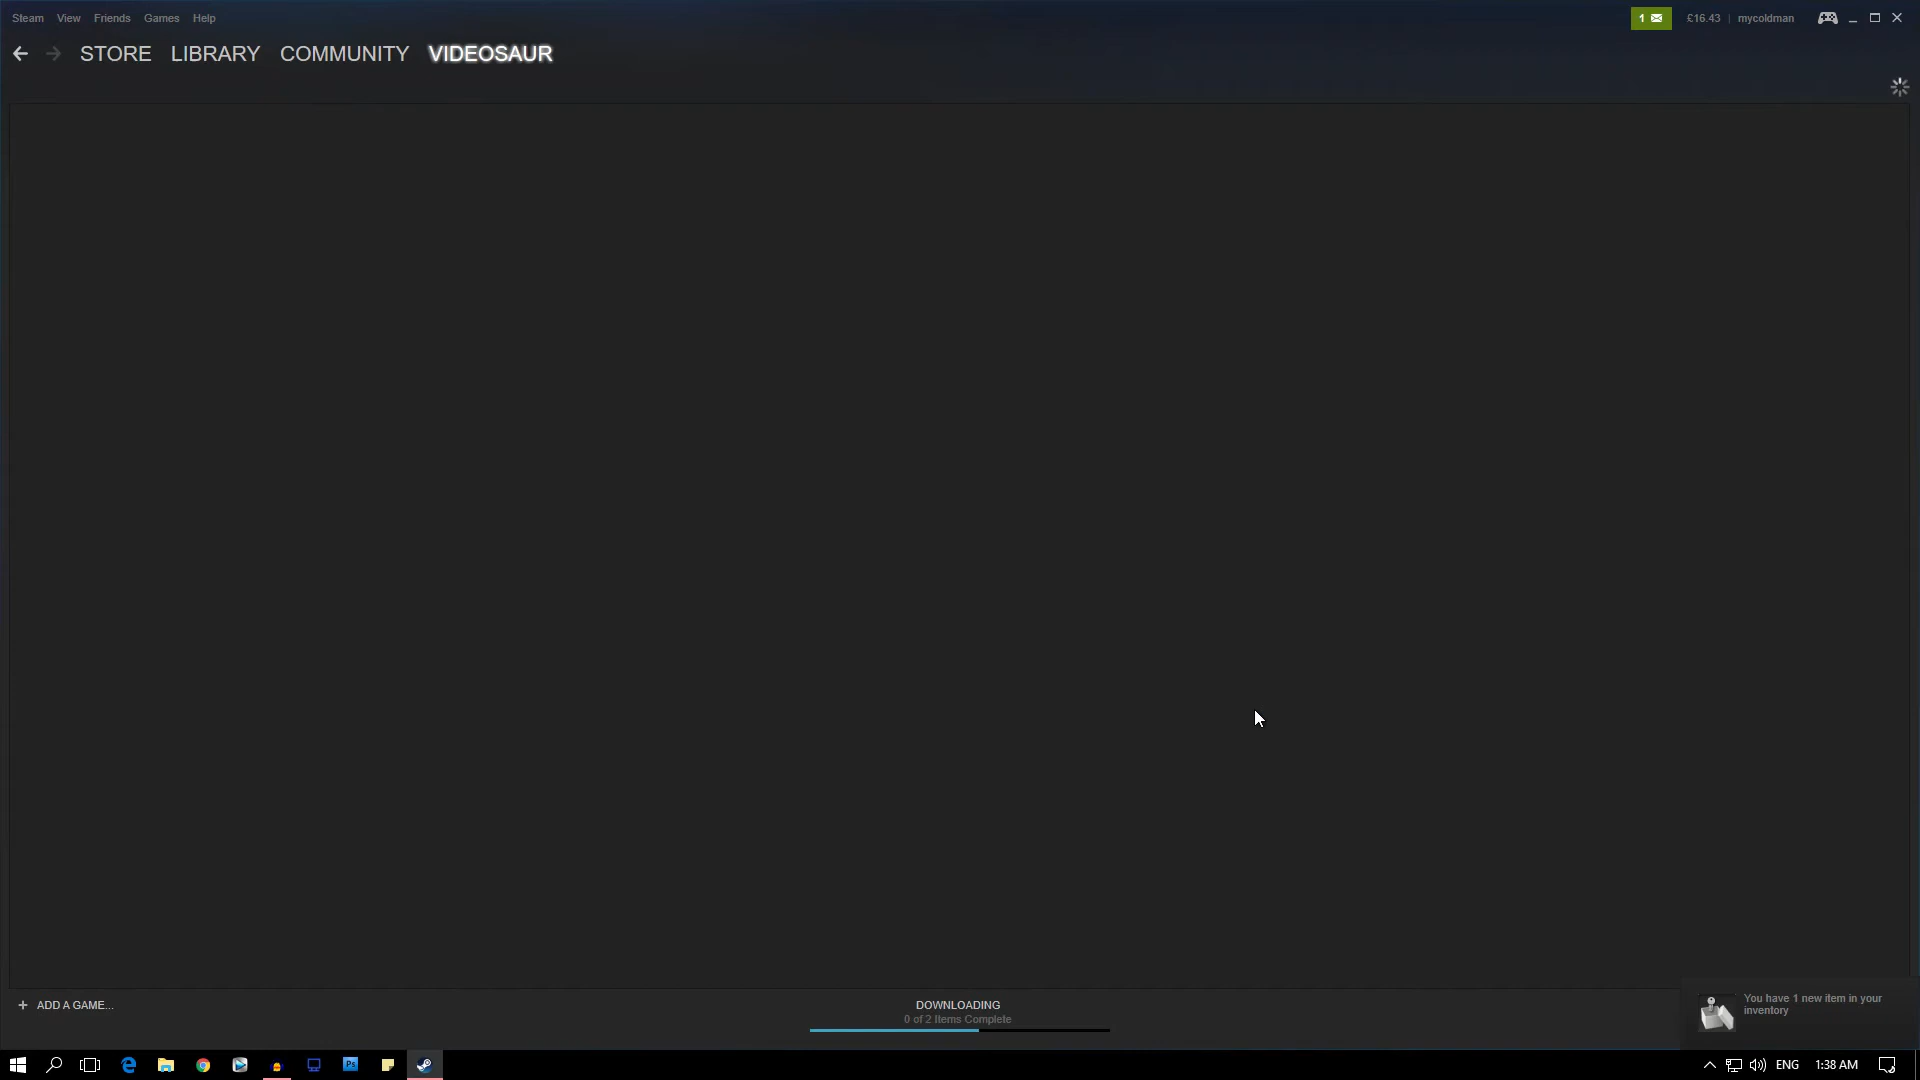 Steam View Friends Games Help
1
£16.43 | mycoldman
STORE LIBRARY COMMUNITY VIDEOSAUR
+ ADD A GAME...
DOWNLOADING
0 of 2 Items Complete
You have 1 new item in your
inventory
Ps
ENG
1:38 AM